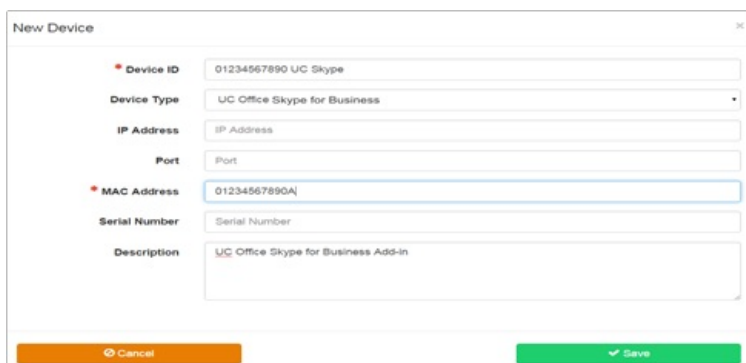 New Device ×
* Device ID 01234567890 UC Skype
Device Type UC Office Skype for Business
IP Address IP Address
Port Port
* MAC Address 01234567890A
Serial Number Serial Number
Description UC Office Skype for Business Add-in
Cancel Save